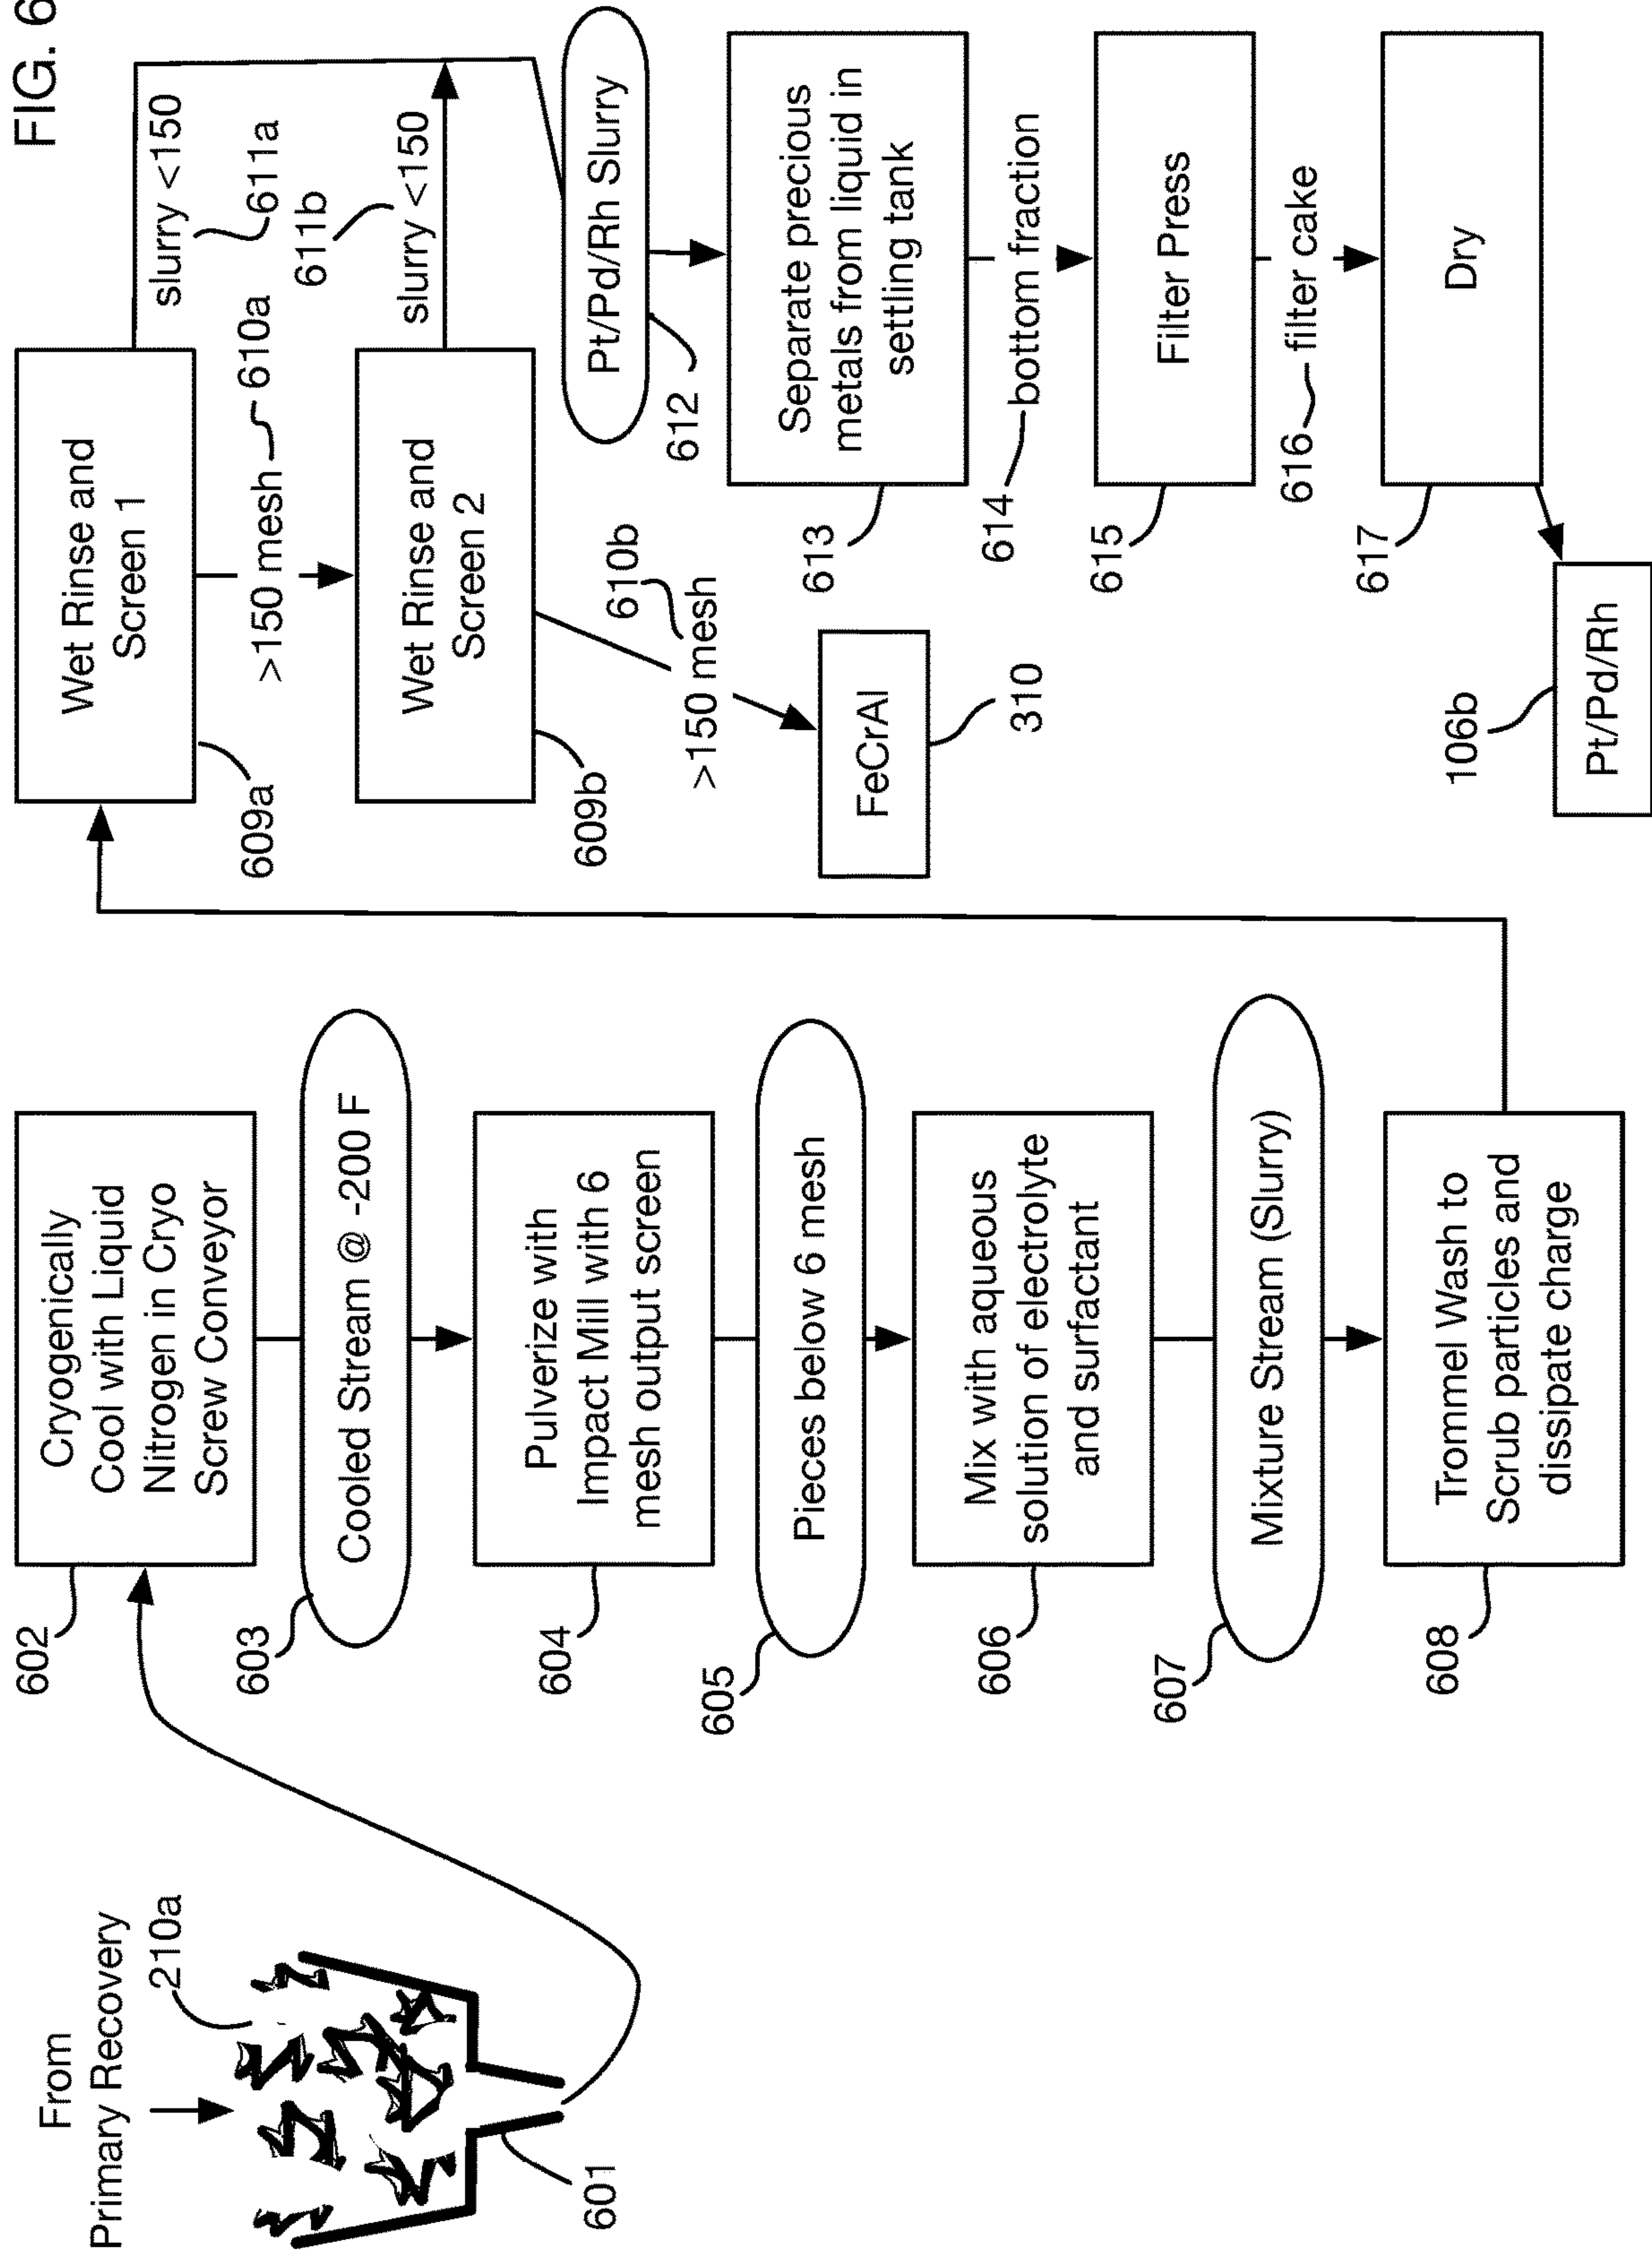 FIG. 6
From
Primary Recovery
210a
601
602
Cryogenically
Cool with Liquid
Nitrogen in Cryo
Screw Conveyor
603
Cooled Stream @ -200 F
604
Pulverize with
Impact Mill with 6
mesh output screen
605
Pieces below 6 mesh
606
Mix with aqueous
solution of electrolyte
and surfactant
607
Mixture Stream (Slurry)
608
Trommel Wash to
Scrub particles and
dissipate charge
609a
Wet Rinse and
Screen 1
slurry <150
611a
>150 mesh
610a
611b
slurry <150
609b
Wet Rinse and
Screen 2
610b
>150 mesh
FeCrAl
310
Pt/Pd/Rh Slurry
612
613
Separate precious
metals from liquid in
settling tank
614
bottom fraction
615
Filter Press
616
filter cake
617
Dry
106b
Pt/Pd/Rh